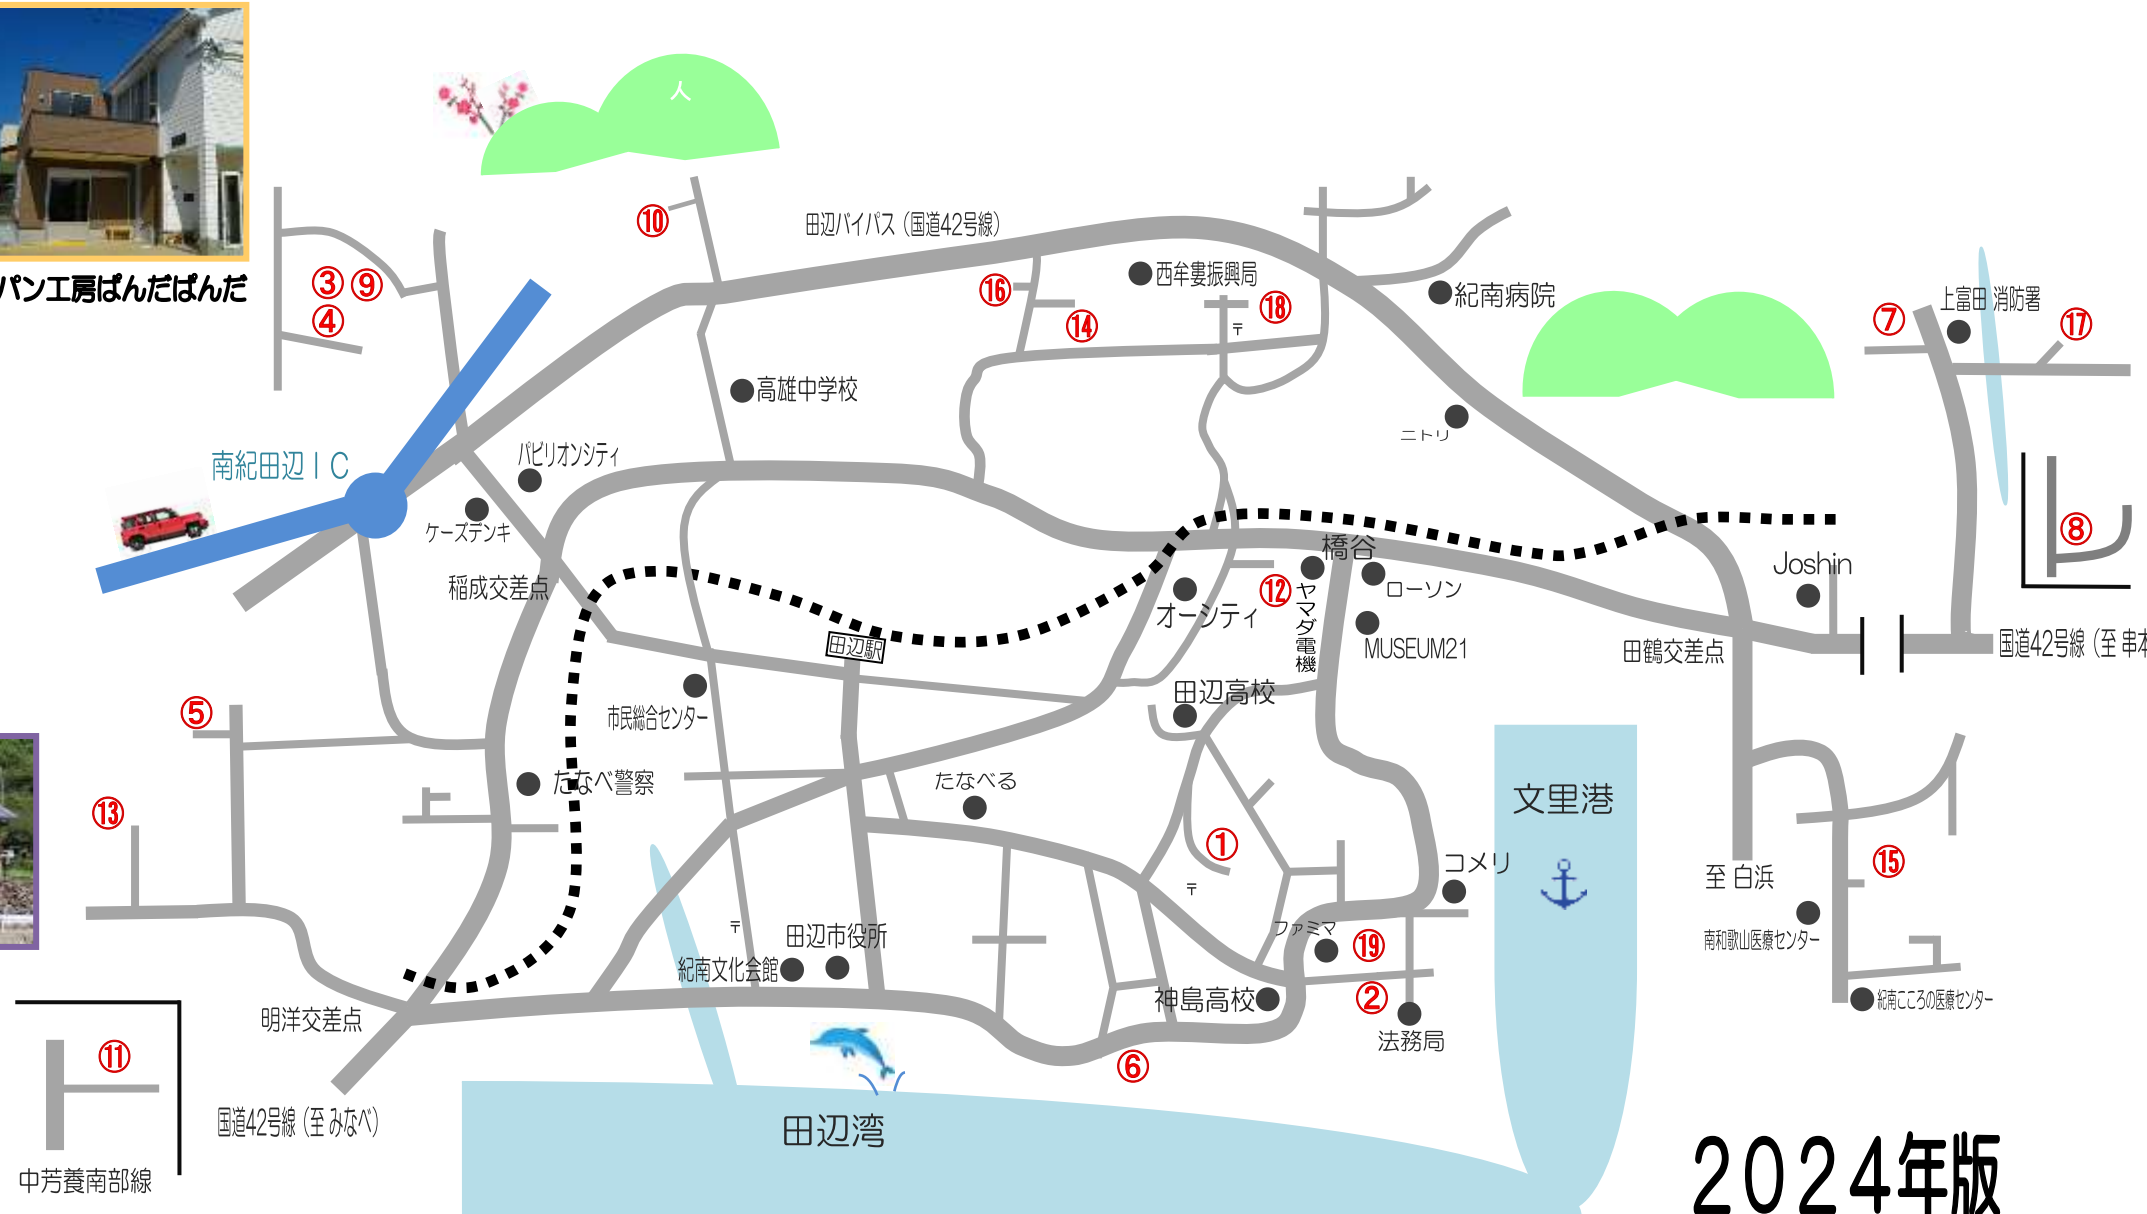 人
⑩
田辺バイパス（国道42号線）
パン工房ぱんだぱんだ
③ ⑨
④
⑯
⑭
西牟婁振興局
⑱
〒
紀南病院
⑦
上富田 消防署
⑰
高雄中学校
ニトリ
南紀田辺ＩＣ
パビリオンシティ
ケーズデンキ
⑧
稲成交差点
橋谷
Joshin
⑫
ヤマダ電機
ローソン
オーシティ
MUSEUM21
田辺駅
田鶴交差点
国道42号線（至 串本
田辺高校
市民総合センター
⑤
たなべ警察
たなべる
文里港
⑬
①
〒
コメリ
至 白浜
⑮
〒
田辺市役所
紀南文化会館
ファミマ
⑲
南和歌山医療センター
神島高校
②
紀南こころの医療センター
明洋交差点
法務局
⑪
⑥
国道42号線（至 みなべ）
田辺湾
中芳養南部線
２０２４年版